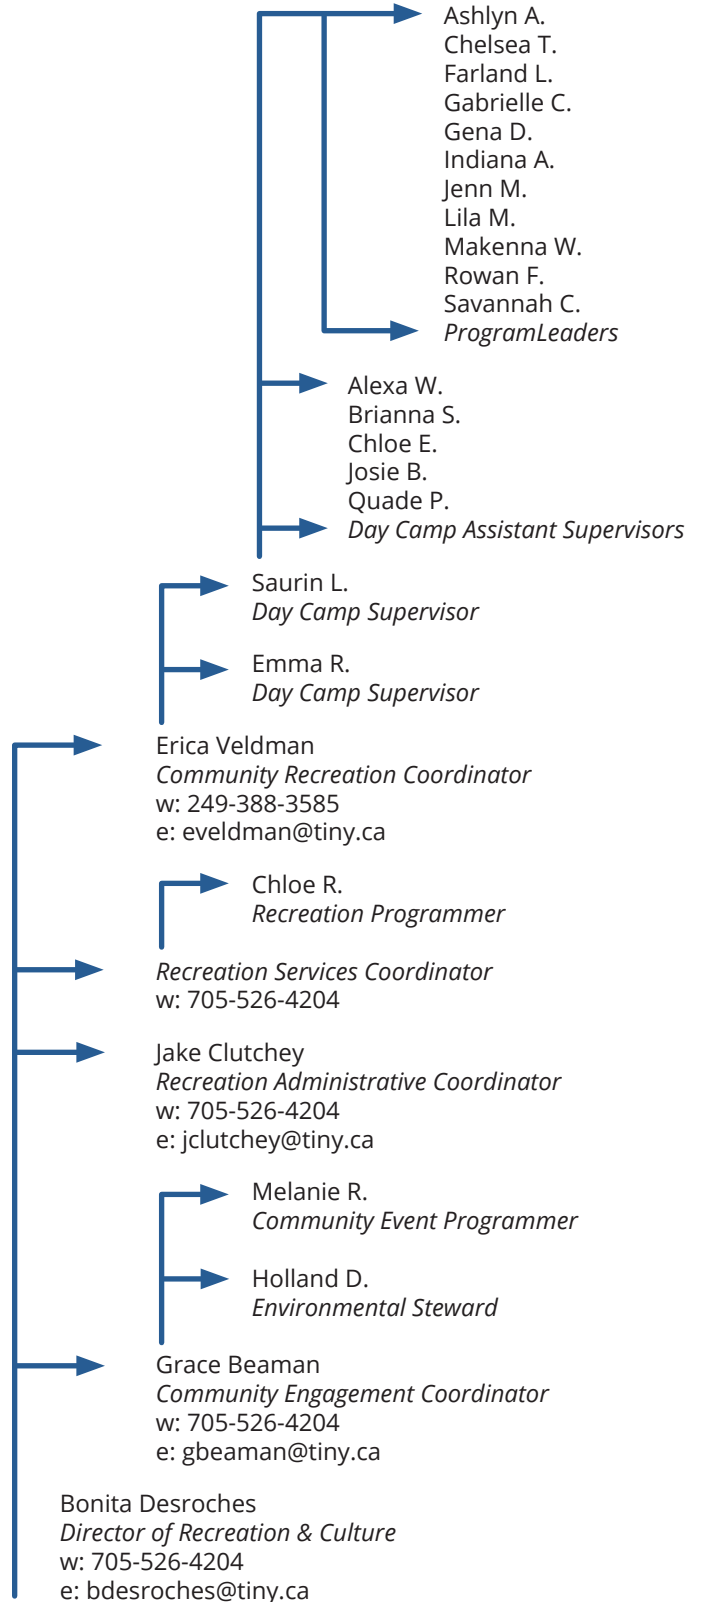 Ashlyn A.
Chelsea T.
Farland L.
Gabrielle C.
Gena D.
Indiana A.
Jenn M.
Lila M.
Makenna W.
Rowan F.
Savannah C.
ProgramLeaders
Alexa W.
Brianna S.
Chloe E.
Josie B.
Quade P.
Day Camp Assistant Supervisors
Saurin L.
Day Camp Supervisor
Emma R.
Day Camp Supervisor
Erica Veldman
Community Recreation Coordinator
w: 249-388-3585
e: eveldman@tiny.ca
Chloe R.
Recreation Programmer
Recreation Services Coordinator
w: 705-526-4204
Jake Clutchey
Recreation Administrative Coordinator
w: 705-526-4204
e: jclutchey@tiny.ca
Melanie R.
Community Event Programmer
Holland D.
Environmental Steward
Grace Beaman
Community Engagement Coordinator
w: 705-526-4204
e: gbeaman@tiny.ca
Bonita Desroches
Director of Recreation & Culture
w: 705-526-4204
e: bdesroches@tiny.ca